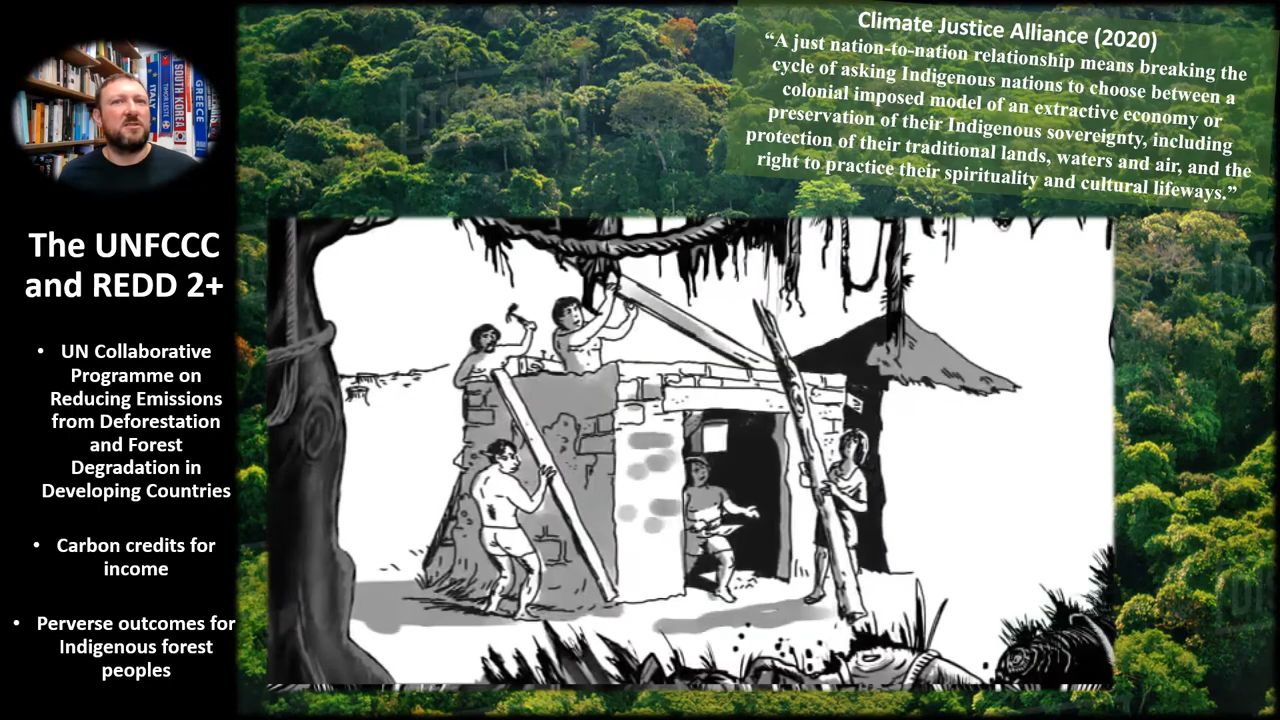 ITALY
TIMOR LESTE
SOUTH KOREA
GREECE
The UNFCCC
and REDD 2+
• UN Collaborative
Programme on
Reducing Emissions
from Deforestation
and Forest
Degradation in
Developing Countries
• Carbon credits for
income
• Perverse outcomes for
Indigenous forest
peoples
Climate Justice Alliance (2020)
“A just nation-to-nation relationship means breaking the
cycle of asking Indigenous nations to choose between a
colonial imposed model of an extractive economy or
preservation of their Indigenous sovereignty, including
protection of their traditional lands, waters and air, and the
right to practice their spirituality and cultural lifeways.”